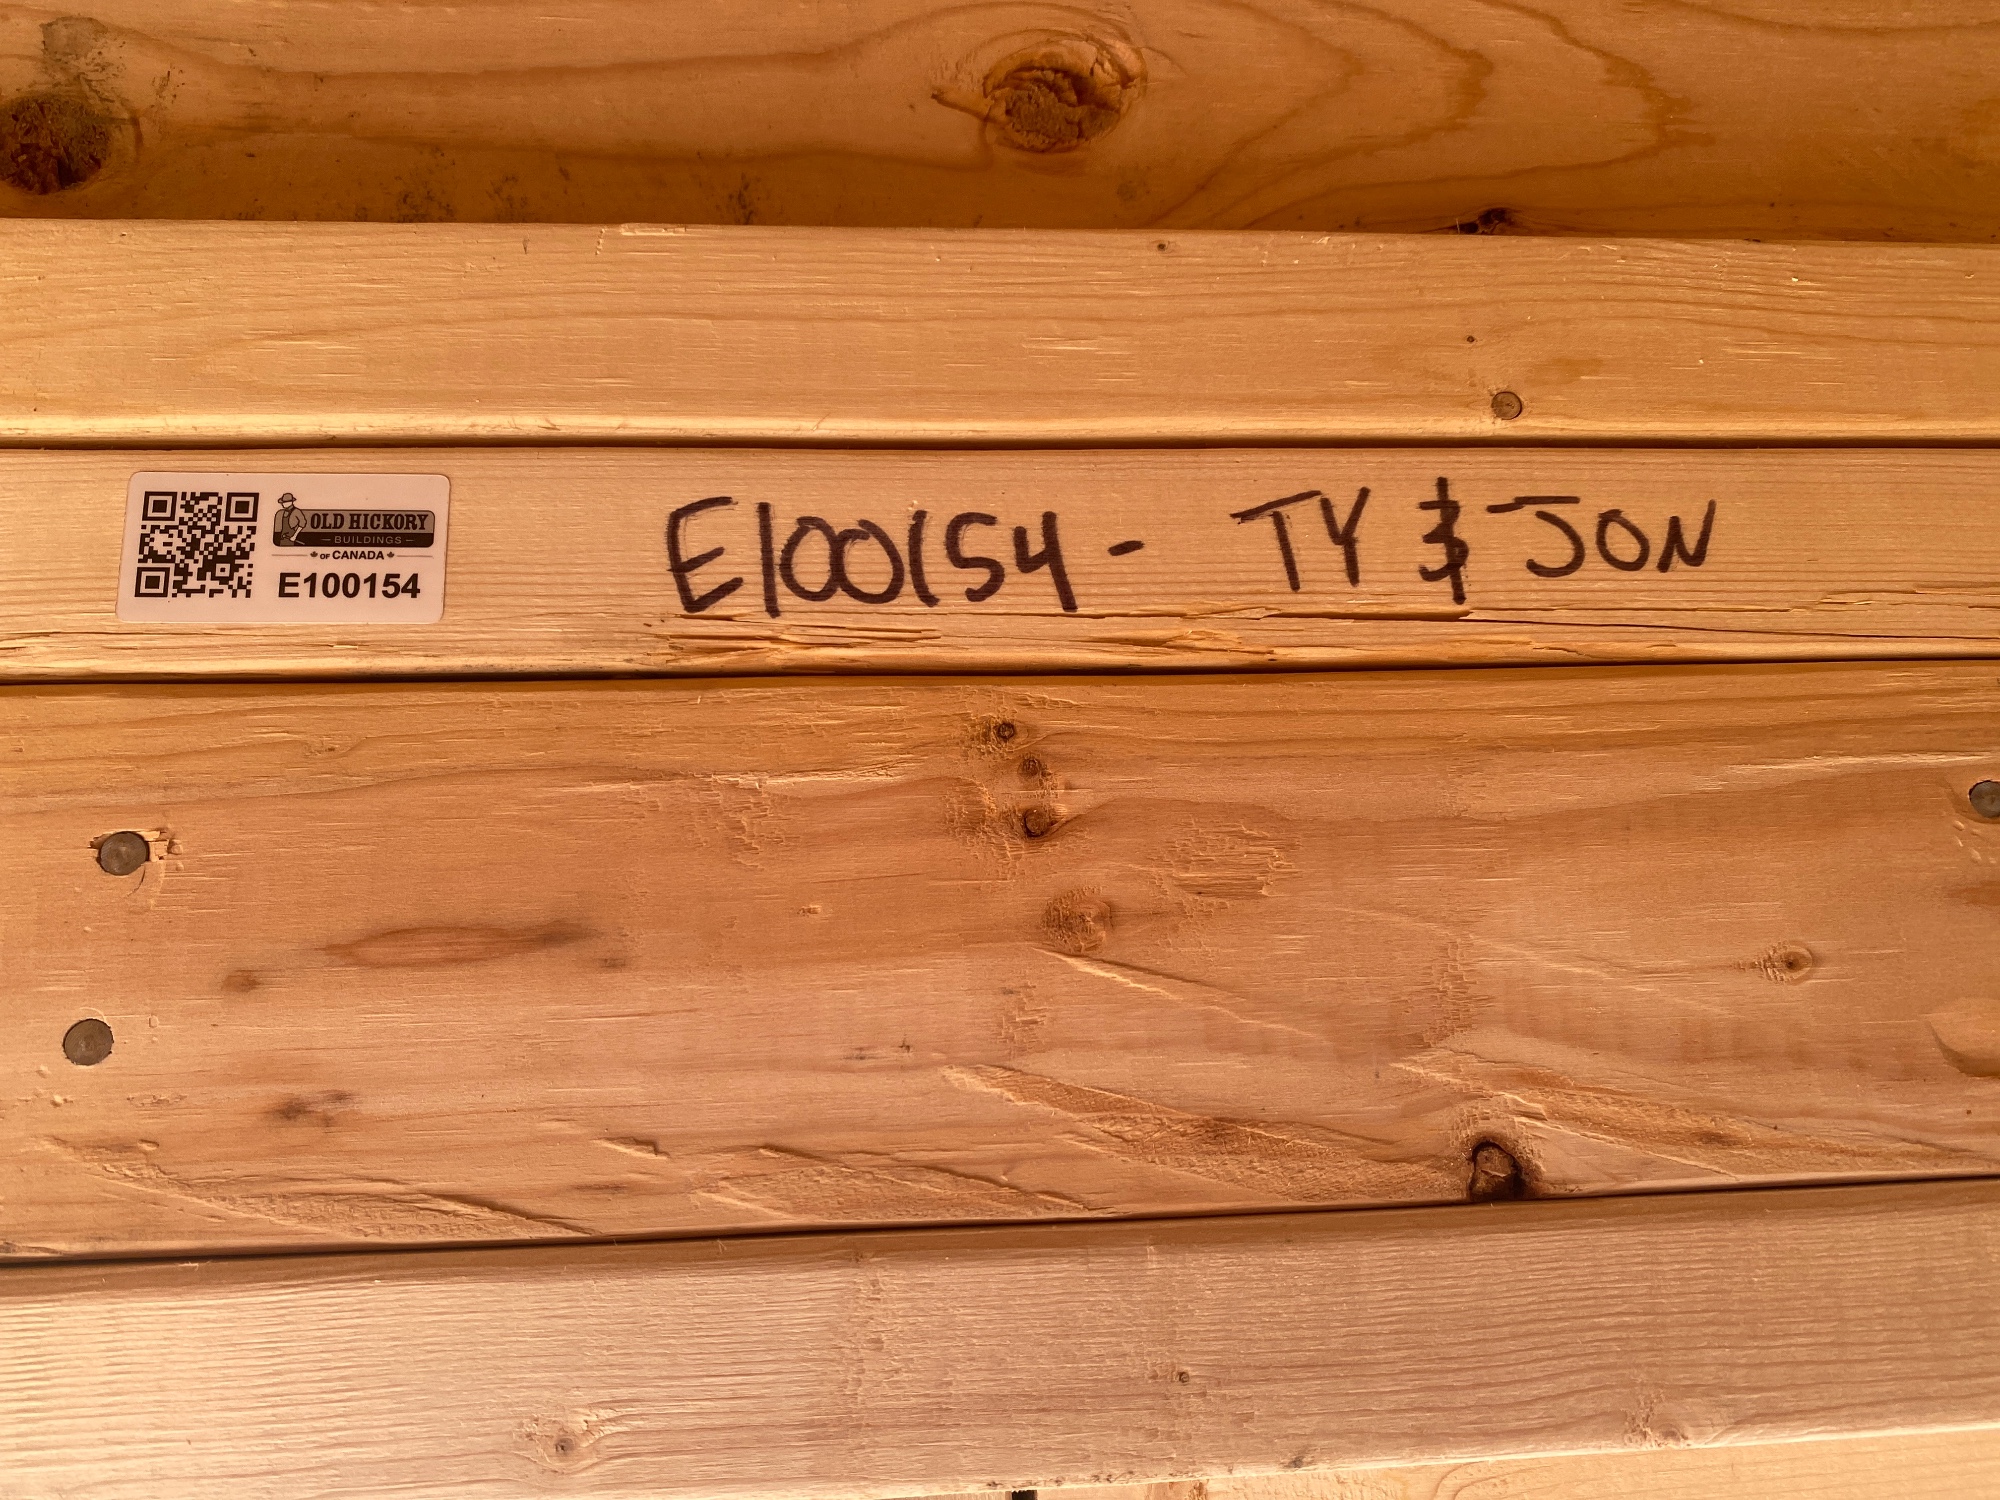 OLD HICKORY
BUILDINGS
OF CANADA
E100154
E100154 - TY & JON